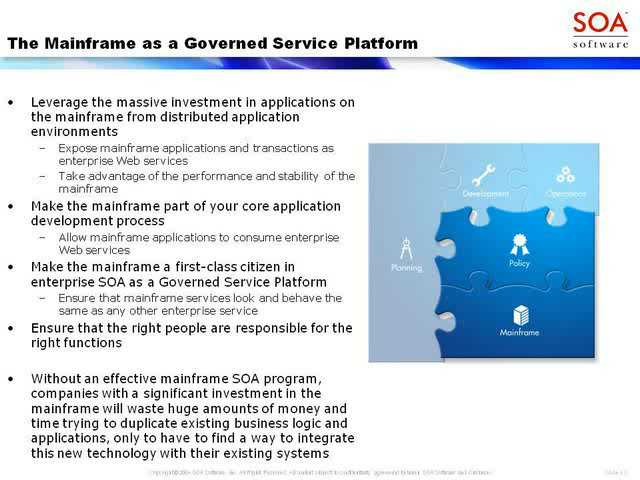 The Mainframe as a Governed Service Platform
SOA
software
• Leverage the massive investment in applications on
the mainframe from distributed application
environments
– Expose mainframe applications and transactions as
enterprise Web services
– Take advantage of the performance and stability of the
mainframe
• Make the mainframe part of your core application
development process
– Allow mainframe applications to consume enterprise
Web services
• Make the mainframe a first-class citizen in
enterprise SOA as a Governed Service Platform
– Ensure that mainframe services look and behave the
same as any other enterprise service
• Ensure that the right people are responsible for the
right functions
• Without an effective mainframe SOA program,
companies with a significant investment in the
mainframe will waste huge amounts of money and
time trying to duplicate existing business logic and
applications, only to have to find a way to integrate
this new technology with their existing systems
Development
Operations
Planning
Policy
Mainframe